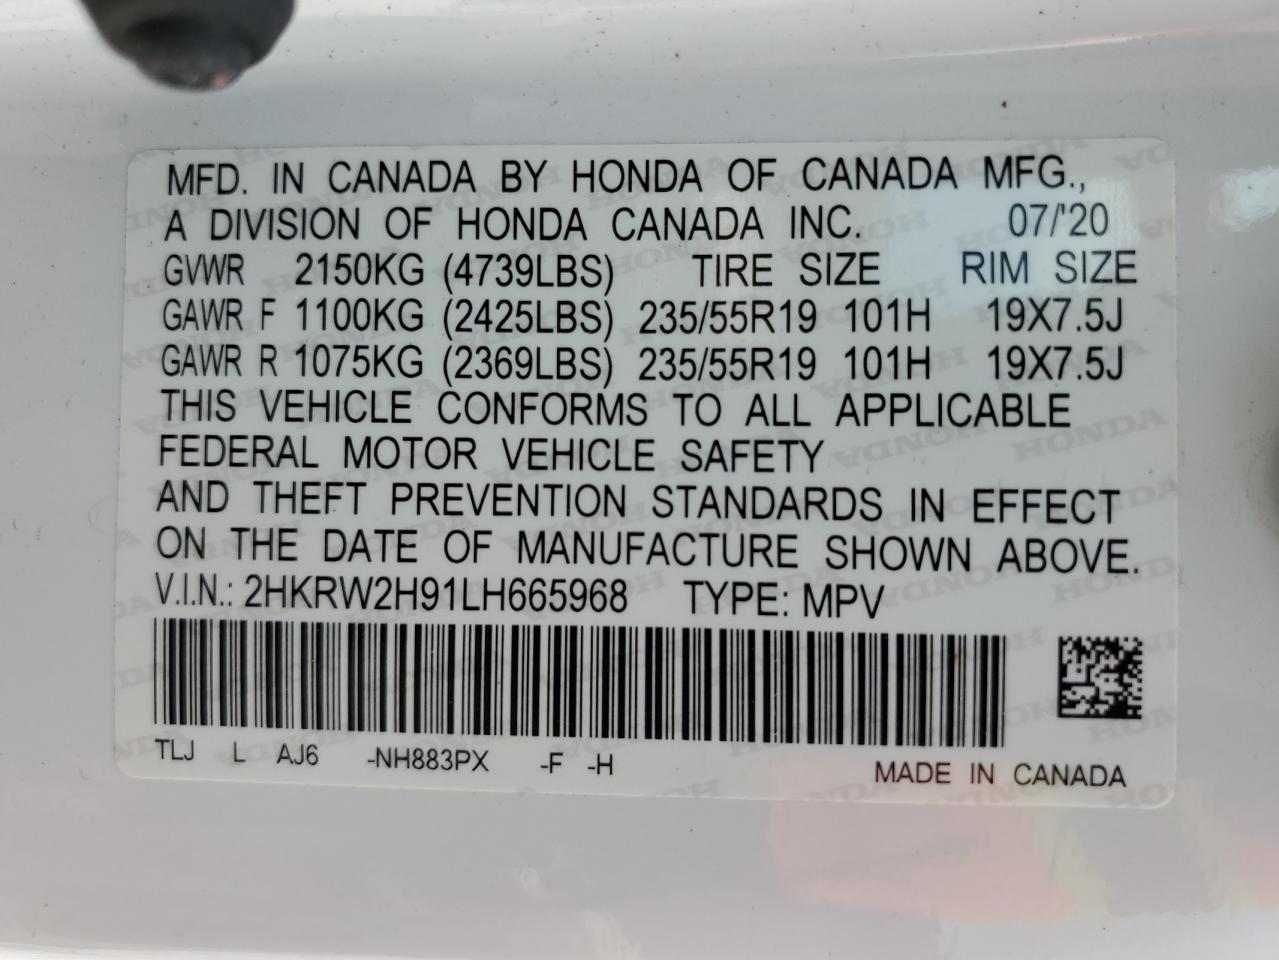 MFD. IN CANADA BY HONDA OF CANADA MFG.,
A DIVISION OF HONDA CANADA INC. 07/'20
GVWR 2150KG (4739LBS) TIRE SIZE RIM SIZE
GAWR F 1100KG (2425LBS) 235/55R19 101H 19X7.5J
GAWR R 1075KG (2369LBS) 235/55R19 101H 19X7.5J
THIS VEHICLE CONFORMS TO ALL APPLICABLE
FEDERAL MOTOR VEHICLE SAFETY
AND THEFT PREVENTION STANDARDS IN EFFECT
ON THE DATE OF MANUFACTURE SHOWN ABOVE.
V.I.N.: 2HKRW2H91LH665968 TYPE: MPV
TLJ L AJ6 -NH883PX -F -H
MADE IN CANADA